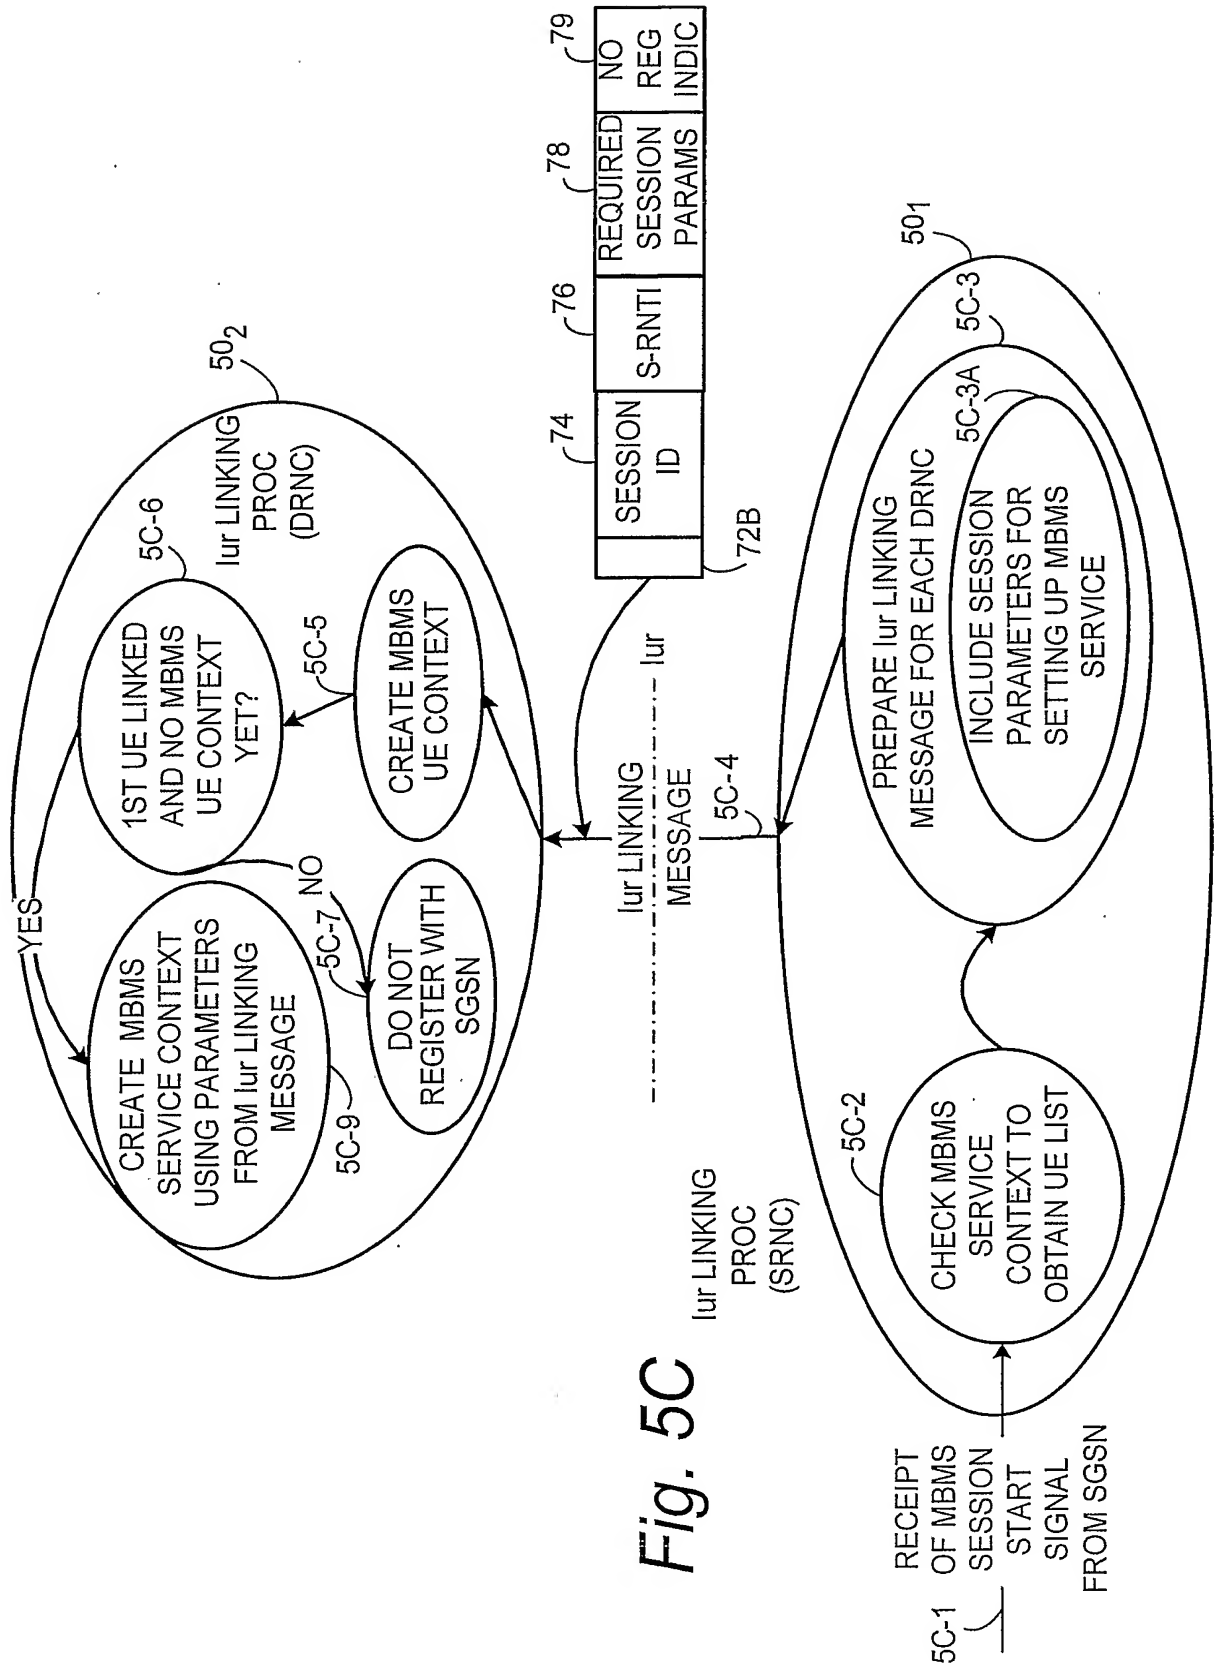 YES
CREATE MBMS
SERVICE CONTEXT
USING PARAMETERS
FROM Iur LINKING
MESSAGE
5C-9
1ST UE LINKED
AND NO MBMS
UE CONTEXT
YET?
5C-6
NO
5C-7
DO NOT
REGISTER WITH
SGSN
5C-5
CREATE MBMS
UE CONTEXT
Iur LINKING
PROC
(DRNC)
502
72B
SESSION
ID
74
S-RNTI
76
REQUIRED
SESSION
PARAMS
78
NO
REG
INDIC
79
Iur LINKING
MESSAGE
Iur
5C-4
Fig. 5C
Iur LINKING
PROC
(SRNC)
501
5C-1
RECEIPT
OF MBMS
SESSION
START
SIGNAL
FROM SGSN
5C-2
CHECK MBMS
SERVICE
CONTEXT TO
OBTAIN UE LIST
5C-3
PREPARE Iur LINKING
MESSAGE FOR EACH DRNC
5C-3A
INCLUDE SESSION
PARAMETERS FOR
SETTING UP MBMS
SERVICE